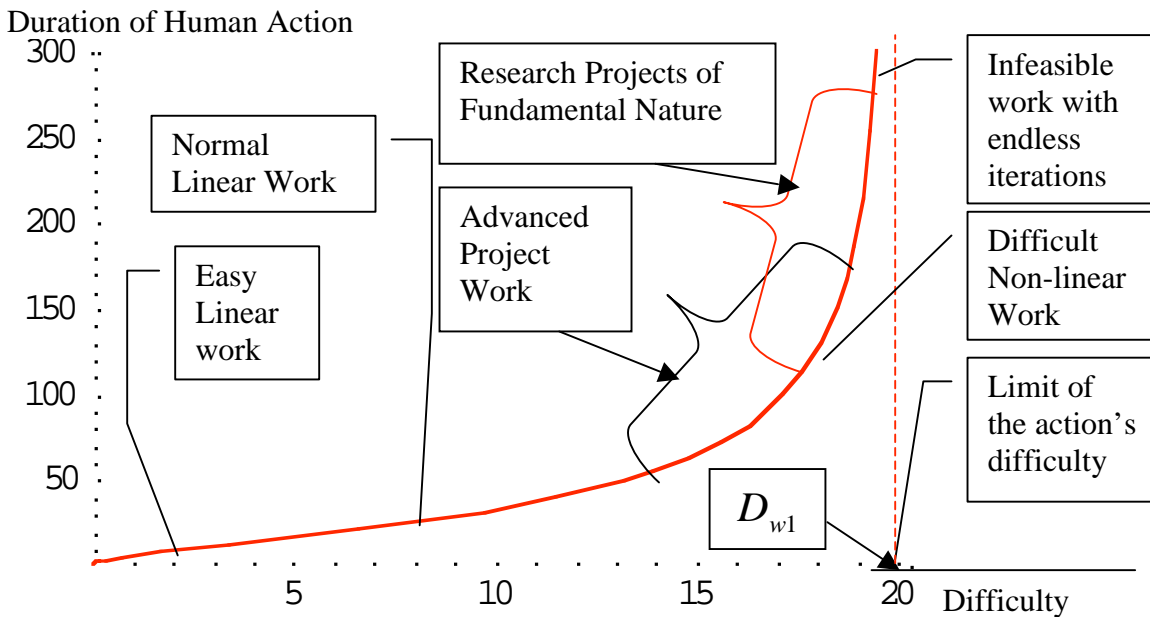 Duration of Human Action
300
250
200
150
100
50
Research Projects of
Fundamental Nature
Infeasible
work with
endless
iterations
Normal
Linear Work
Advanced
Project
Work
Easy
Linear
work
Difficult
Non-linear
Work
Limit of
the action’s
difficulty
D_{w1}
5
10
15
20
Difficulty